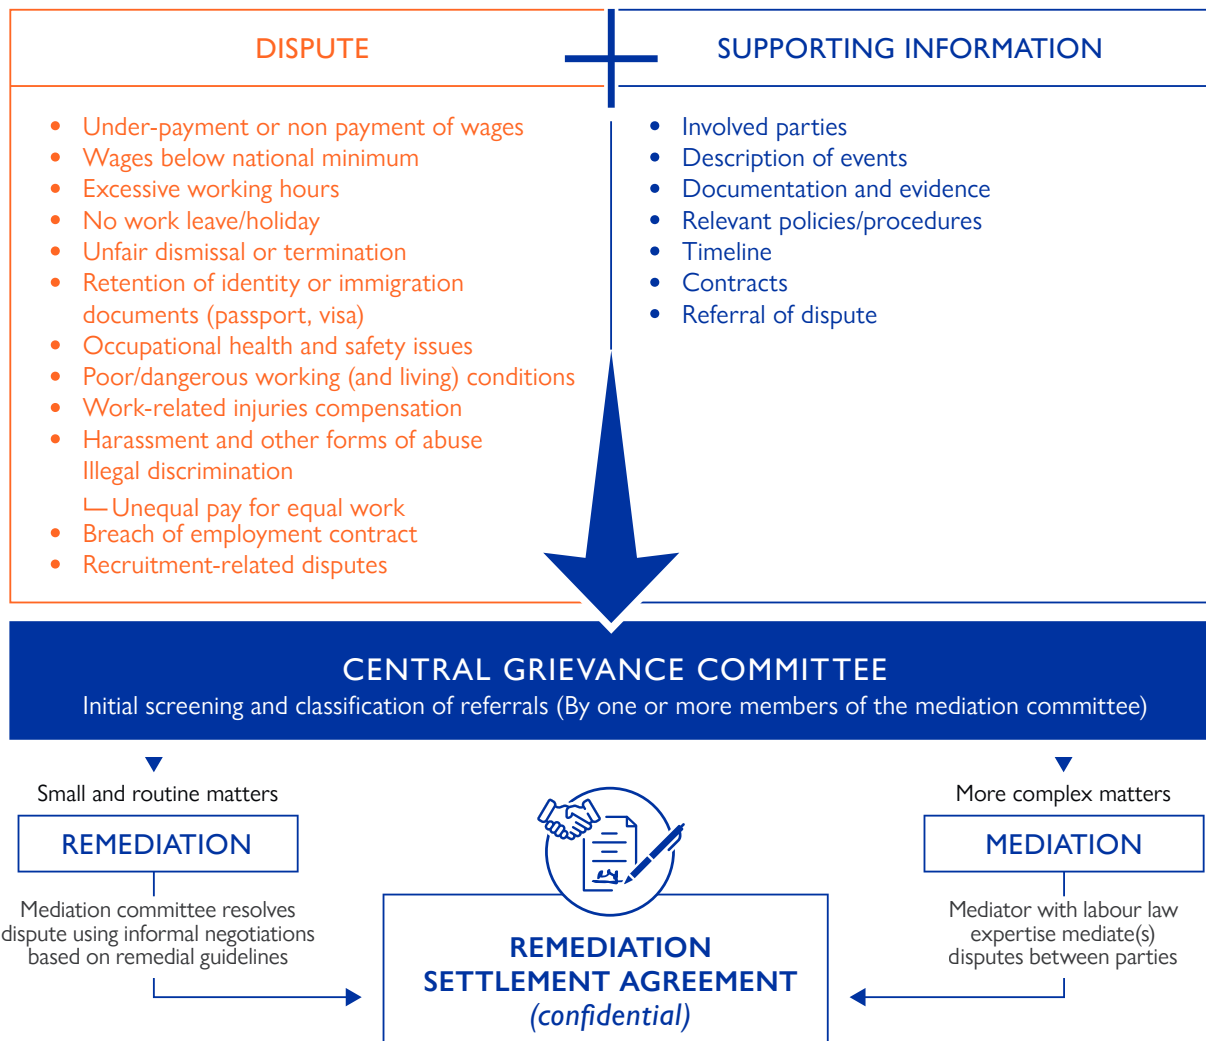 DISPUTE
SUPPORTING INFORMATION
• Under-payment or non payment of wages
• Wages below national minimum
• Excessive working hours
• No work leave/holiday
• Unfair dismissal or termination
• Retention of identity or immigration
documents (passport, visa)
• Occupational health and safety issues
• Poor/dangerous working (and living) conditions
• Work-related injuries compensation
• Harassment and other forms of abuse
Illegal discrimination
Unequal pay for equal work
• Breach of employment contract
• Recruitment-related disputes
• Involved parties
• Description of events
• Documentation and evidence
• Relevant policies/procedures
• Timeline
• Contracts
• Referral of dispute
CENTRAL GRIEVANCE COMMITTEE
Initial screening and classification of referrals (By one or more members of the mediation committee)
Small and routine matters
REMEDIATION
Mediation committee resolves
dispute using informal negotiations
based on remedial guidelines
More complex matters
MEDIATION
Mediator with labour law
expertise mediate(s)
disputes between parties
REMEDIATION
SETTLEMENT AGREEMENT
(confidential)